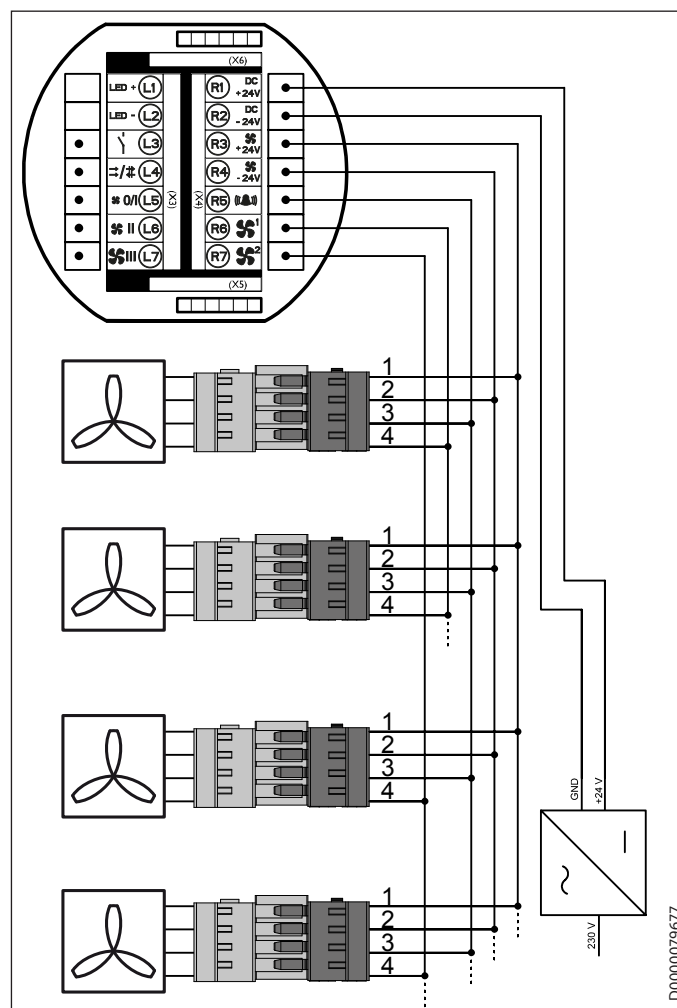 (X6)
LED + L1 R1 DC +24V
LED - L2 R2 DC -24V
L3 R3 +24V
L4 R4 -24V
0/I L5 R5
II L6 R6 1
III L7 R7 2
(X3) (X4)
(X5)
1
2
3
4
1
2
3
4
1
2
3
4
1
2
3
4
GND
+24 V
230 V
D0000079677